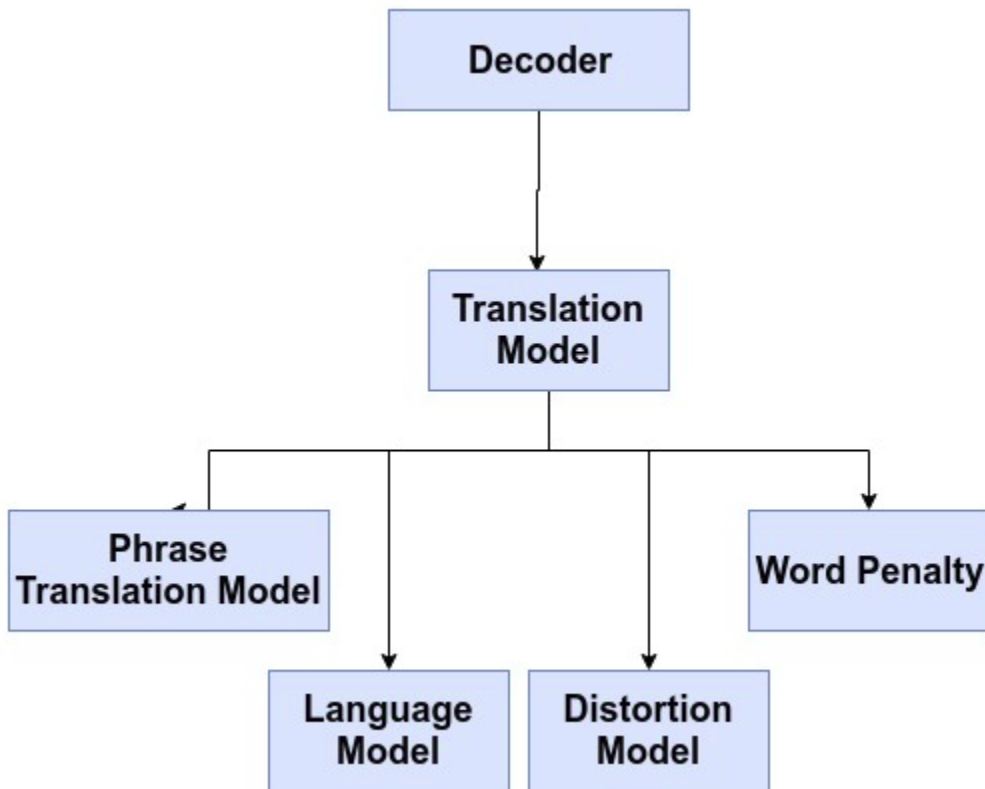 Decoder
Translation
Model
Phrase
Translation Model
Word Penalty
Language
Model
Distortion
Model